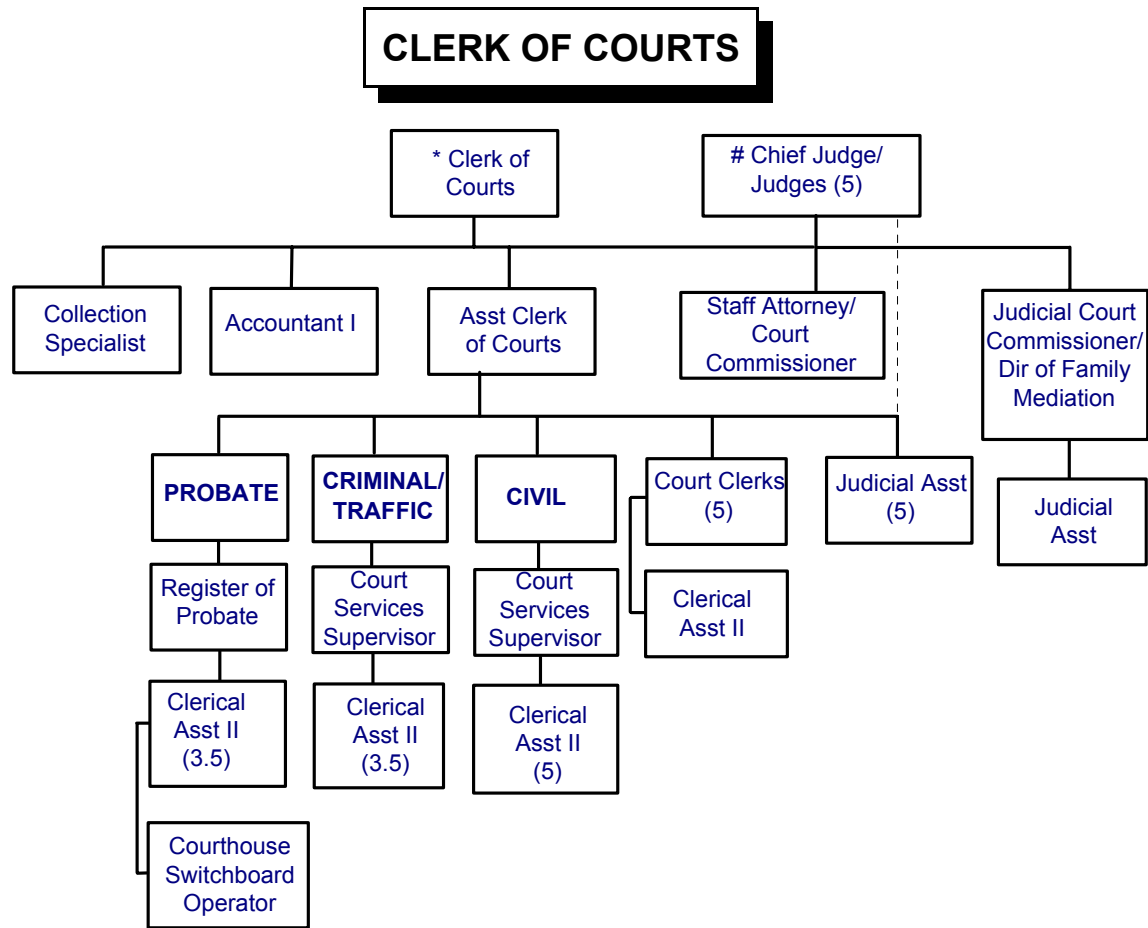 CLERK OF COURTS
* Clerk of
Courts
# Chief Judge/
Judges (5)
Collection
Specialist
Accountant I
Asst Clerk
of Courts
Staff Attorney/
Court
Commissioner
Judicial Court
Commissioner/
Dir of Family
Mediation
PROBATE
CRIMINAL/
TRAFFIC
CIVIL
Court Clerks
(5)
Judicial Asst
(5)
Judicial
Asst
Register of
Probate
Court
Services
Supervisor
Court
Services
Supervisor
Clerical
Asst II
Clerical
Asst II
(3.5)
Clerical
Asst II
(3.5)
Clerical
Asst II
(5)
Courthouse
Switchboard
Operator